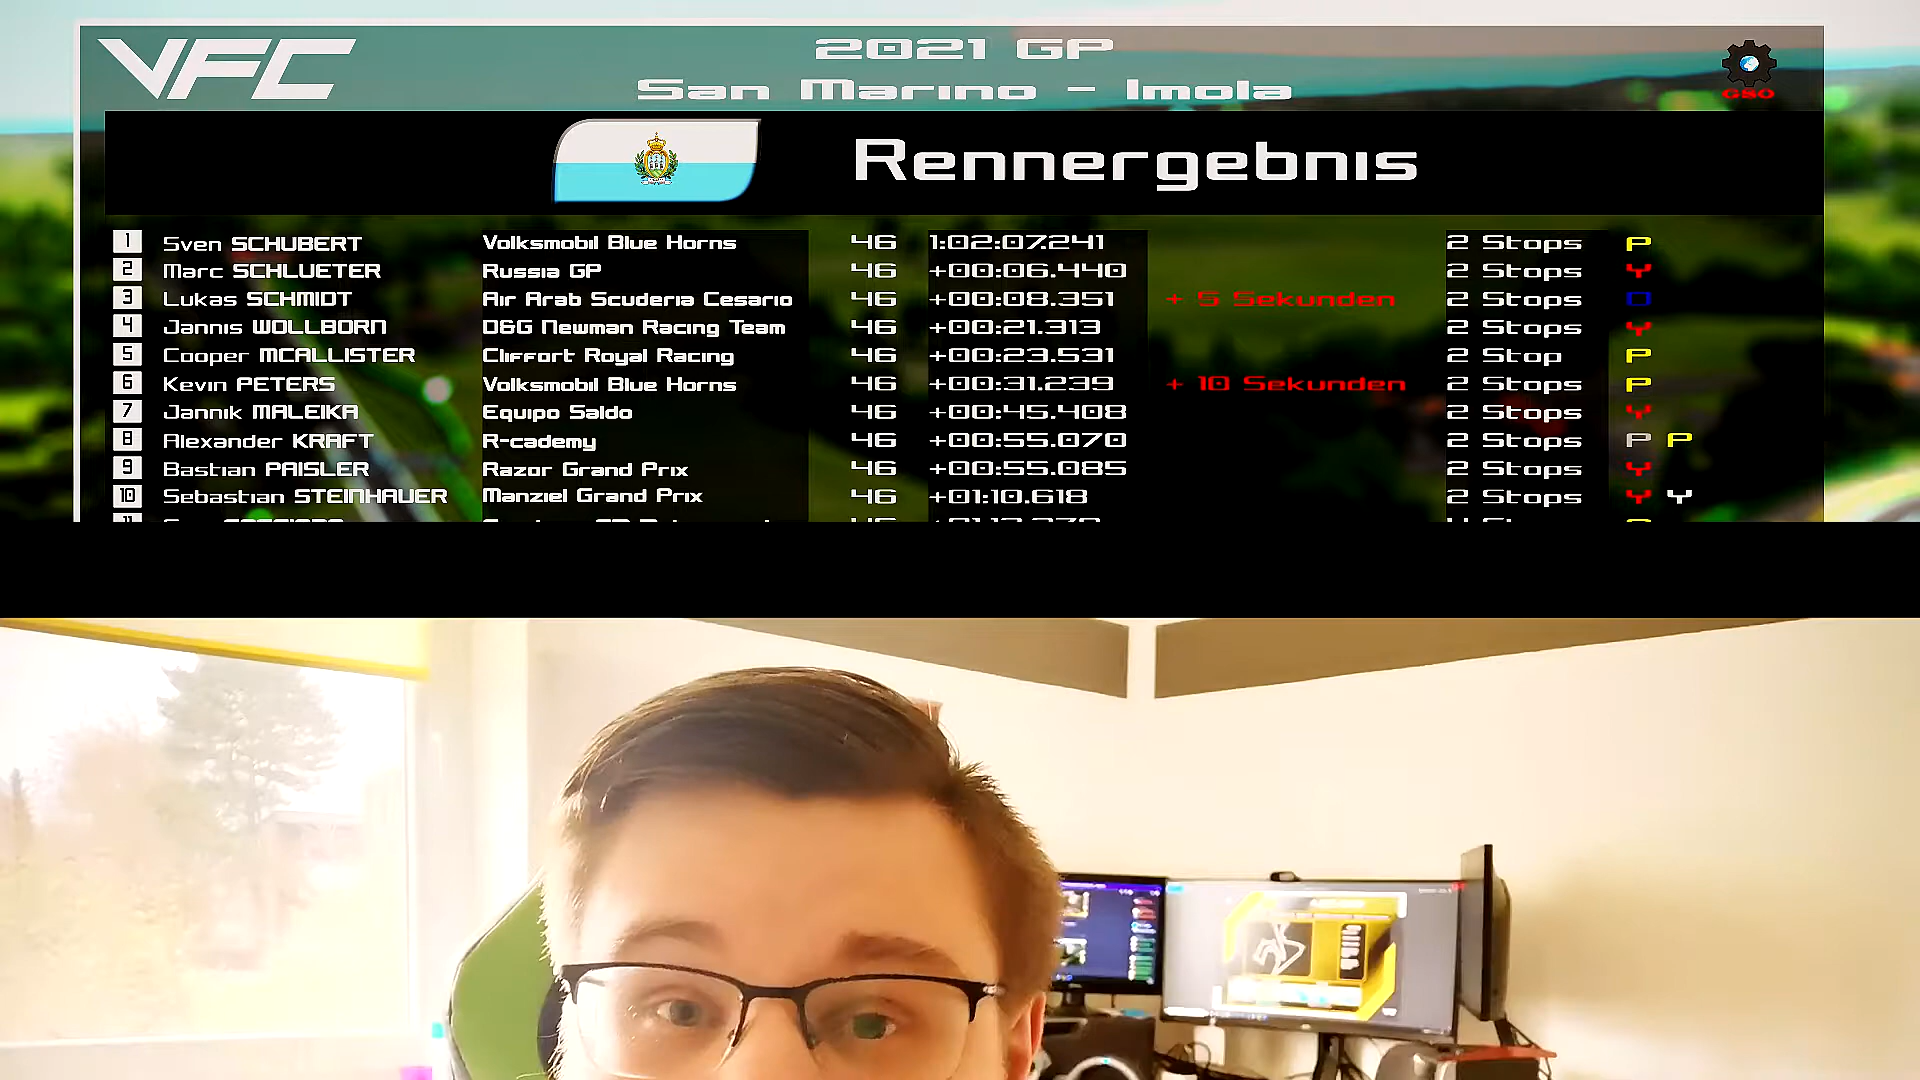 VFC
2021 GP
San Marino - Imola
GSO
Rennergebnis
1 Sven SCHUBERT Volksmobil Blue Horns 46 1:02:07.241 2 Stops P
2 Marc SCHLUETER Russia GP 46 +00:06.440 2 Stops Y
3 Lukas SCHMIDT Air Arab Scuderia Cesario 46 +00:08.351 + 5 Sekunden 2 Stops O
4 Jannis WOLLBORN D&G Newman Racing Team 46 +00:21.313 2 Stops Y
5 Cooper MCALLISTER Cliffort Royal Racing 46 +00:23.531 2 Stop P
6 Kevin PETERS Volksmobil Blue Horns 46 +00:31.239 + 10 Sekunden 2 Stops P
7 Jannik MALEIKA Equipo Saldo 46 +00:45.408 2 Stops Y
8 Alexander KRAFT R-cademy 46 +00:55.070 2 Stops P P
9 Bastian PAISLER Razor Grand Prix 46 +00:55.085 2 Stops Y
10 Sebastian STEINHAUER Manziel Grand Prix 46 +01:10.618 2 Stops Y Y